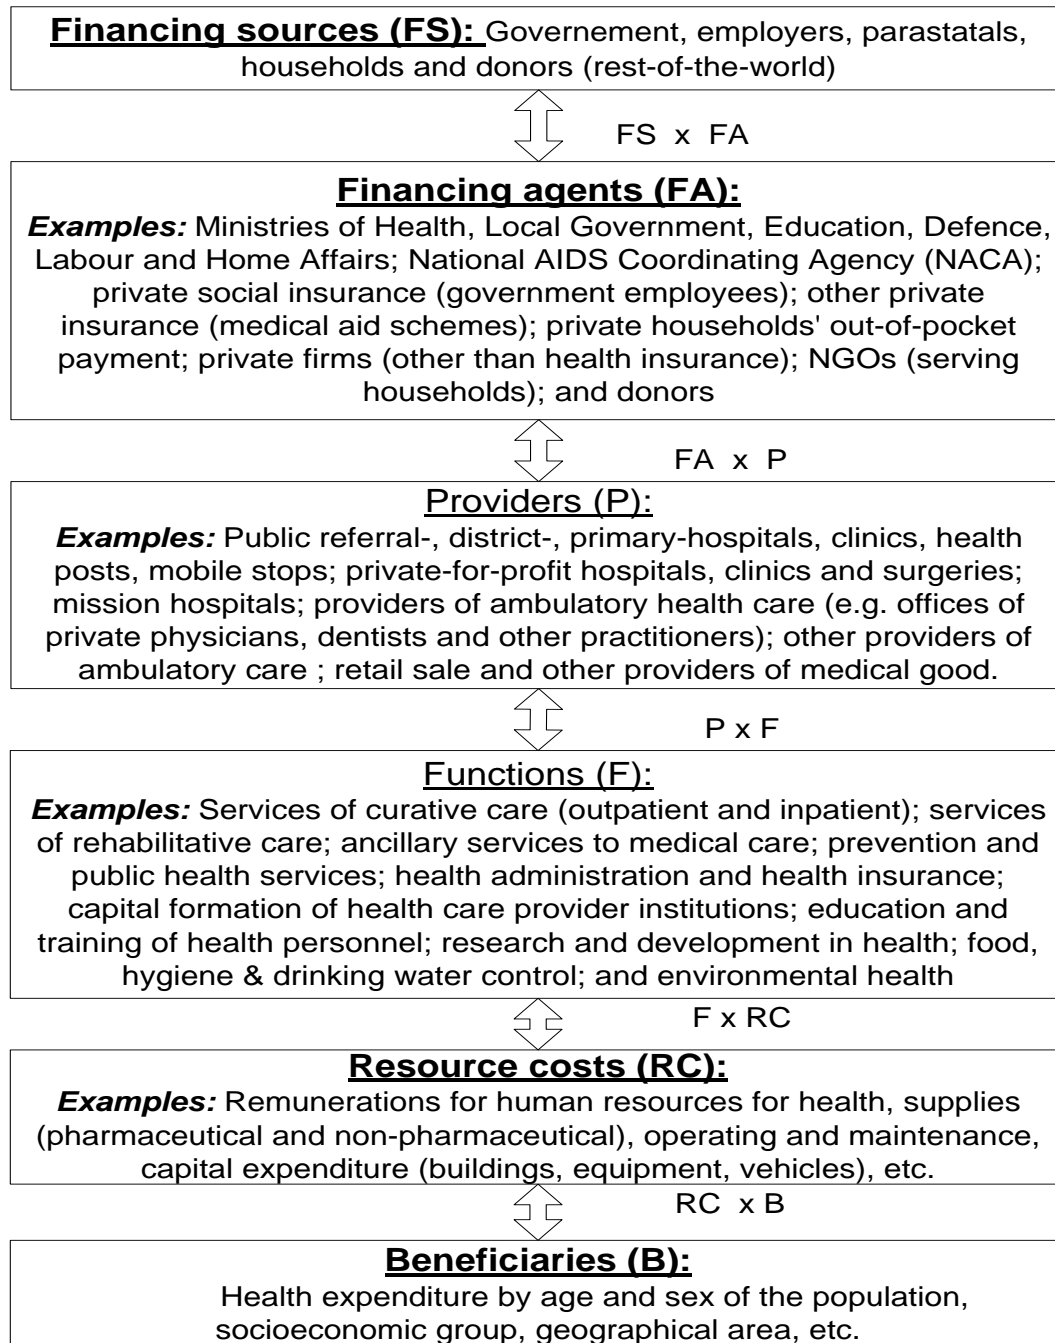 Financing sources (FS): Governement, employers, parastatals,
households and donors (rest-of-the-world)
FS x FA
Financing agents (FA):
Examples: Ministries of Health, Local Government, Education, Defence,
Labour and Home Affairs; National AIDS Coordinating Agency (NACA);
private social insurance (government employees); other private
insurance (medical aid schemes); private households' out-of-pocket
payment; private firms (other than health insurance); NGOs (serving
households); and donors
FA x P
Providers (P):
Examples: Public referral-, district-, primary-hospitals, clinics, health
posts, mobile stops; private-for-profit hospitals, clinics and surgeries;
mission hospitals; providers of ambulatory health care (e.g. offices of
private physicians, dentists and other practitioners); other providers of
ambulatory care ; retail sale and other providers of medical good.
P x F
Functions (F):
Examples: Services of curative care (outpatient and inpatient); services
of rehabilitative care; ancillary services to medical care; prevention and
public health services; health administration and health insurance;
capital formation of health care provider institutions; education and
training of health personnel; research and development in health; food,
hygiene & drinking water control; and environmental health
F x RC
Resource costs (RC):
Examples: Remunerations for human resources for health, supplies
(pharmaceutical and non-pharmaceutical), operating and maintenance,
capital expenditure (buildings, equipment, vehicles), etc.
RC x B
Beneficiaries (B):
Health expenditure by age and sex of the population,
socioeconomic group, geographical area, etc.